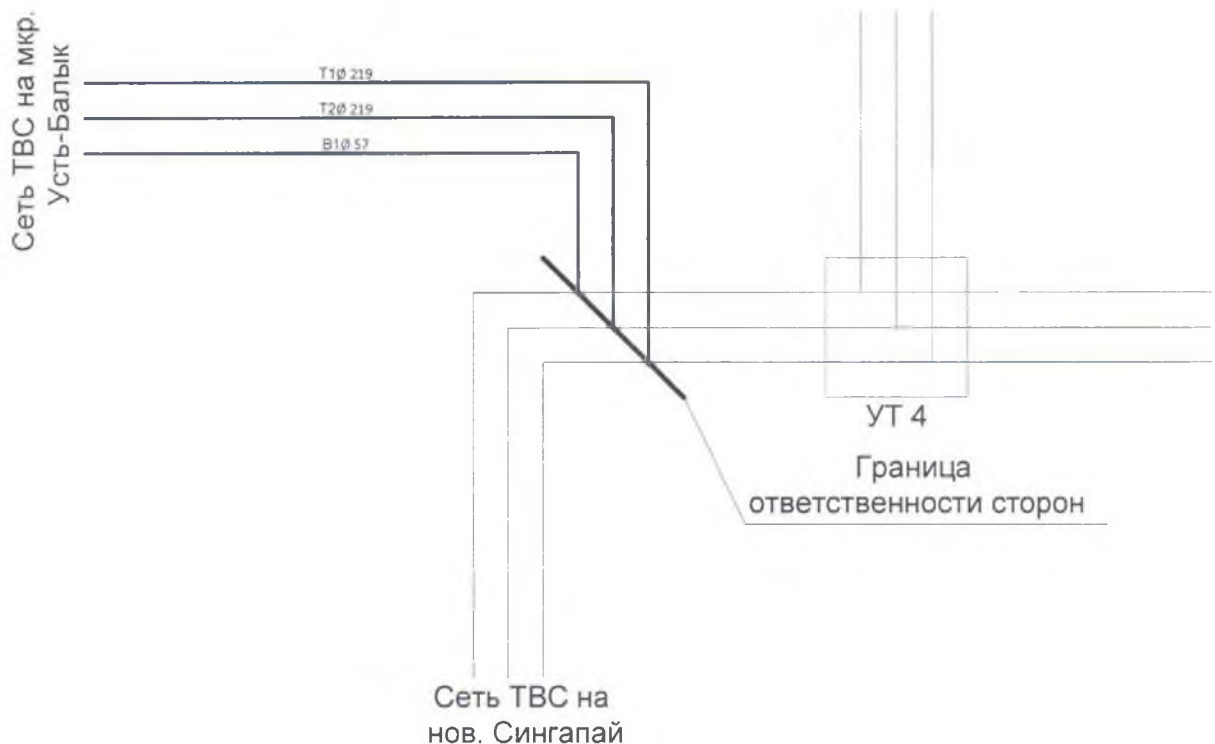 Сеть ТВС на мкр.
Усть-Балык
Т1Ø 219
Т2Ø 219
В1Ø 57
УТ 4
Граница
ответственности сторон
Сеть ТВС на
нов. Сингапай